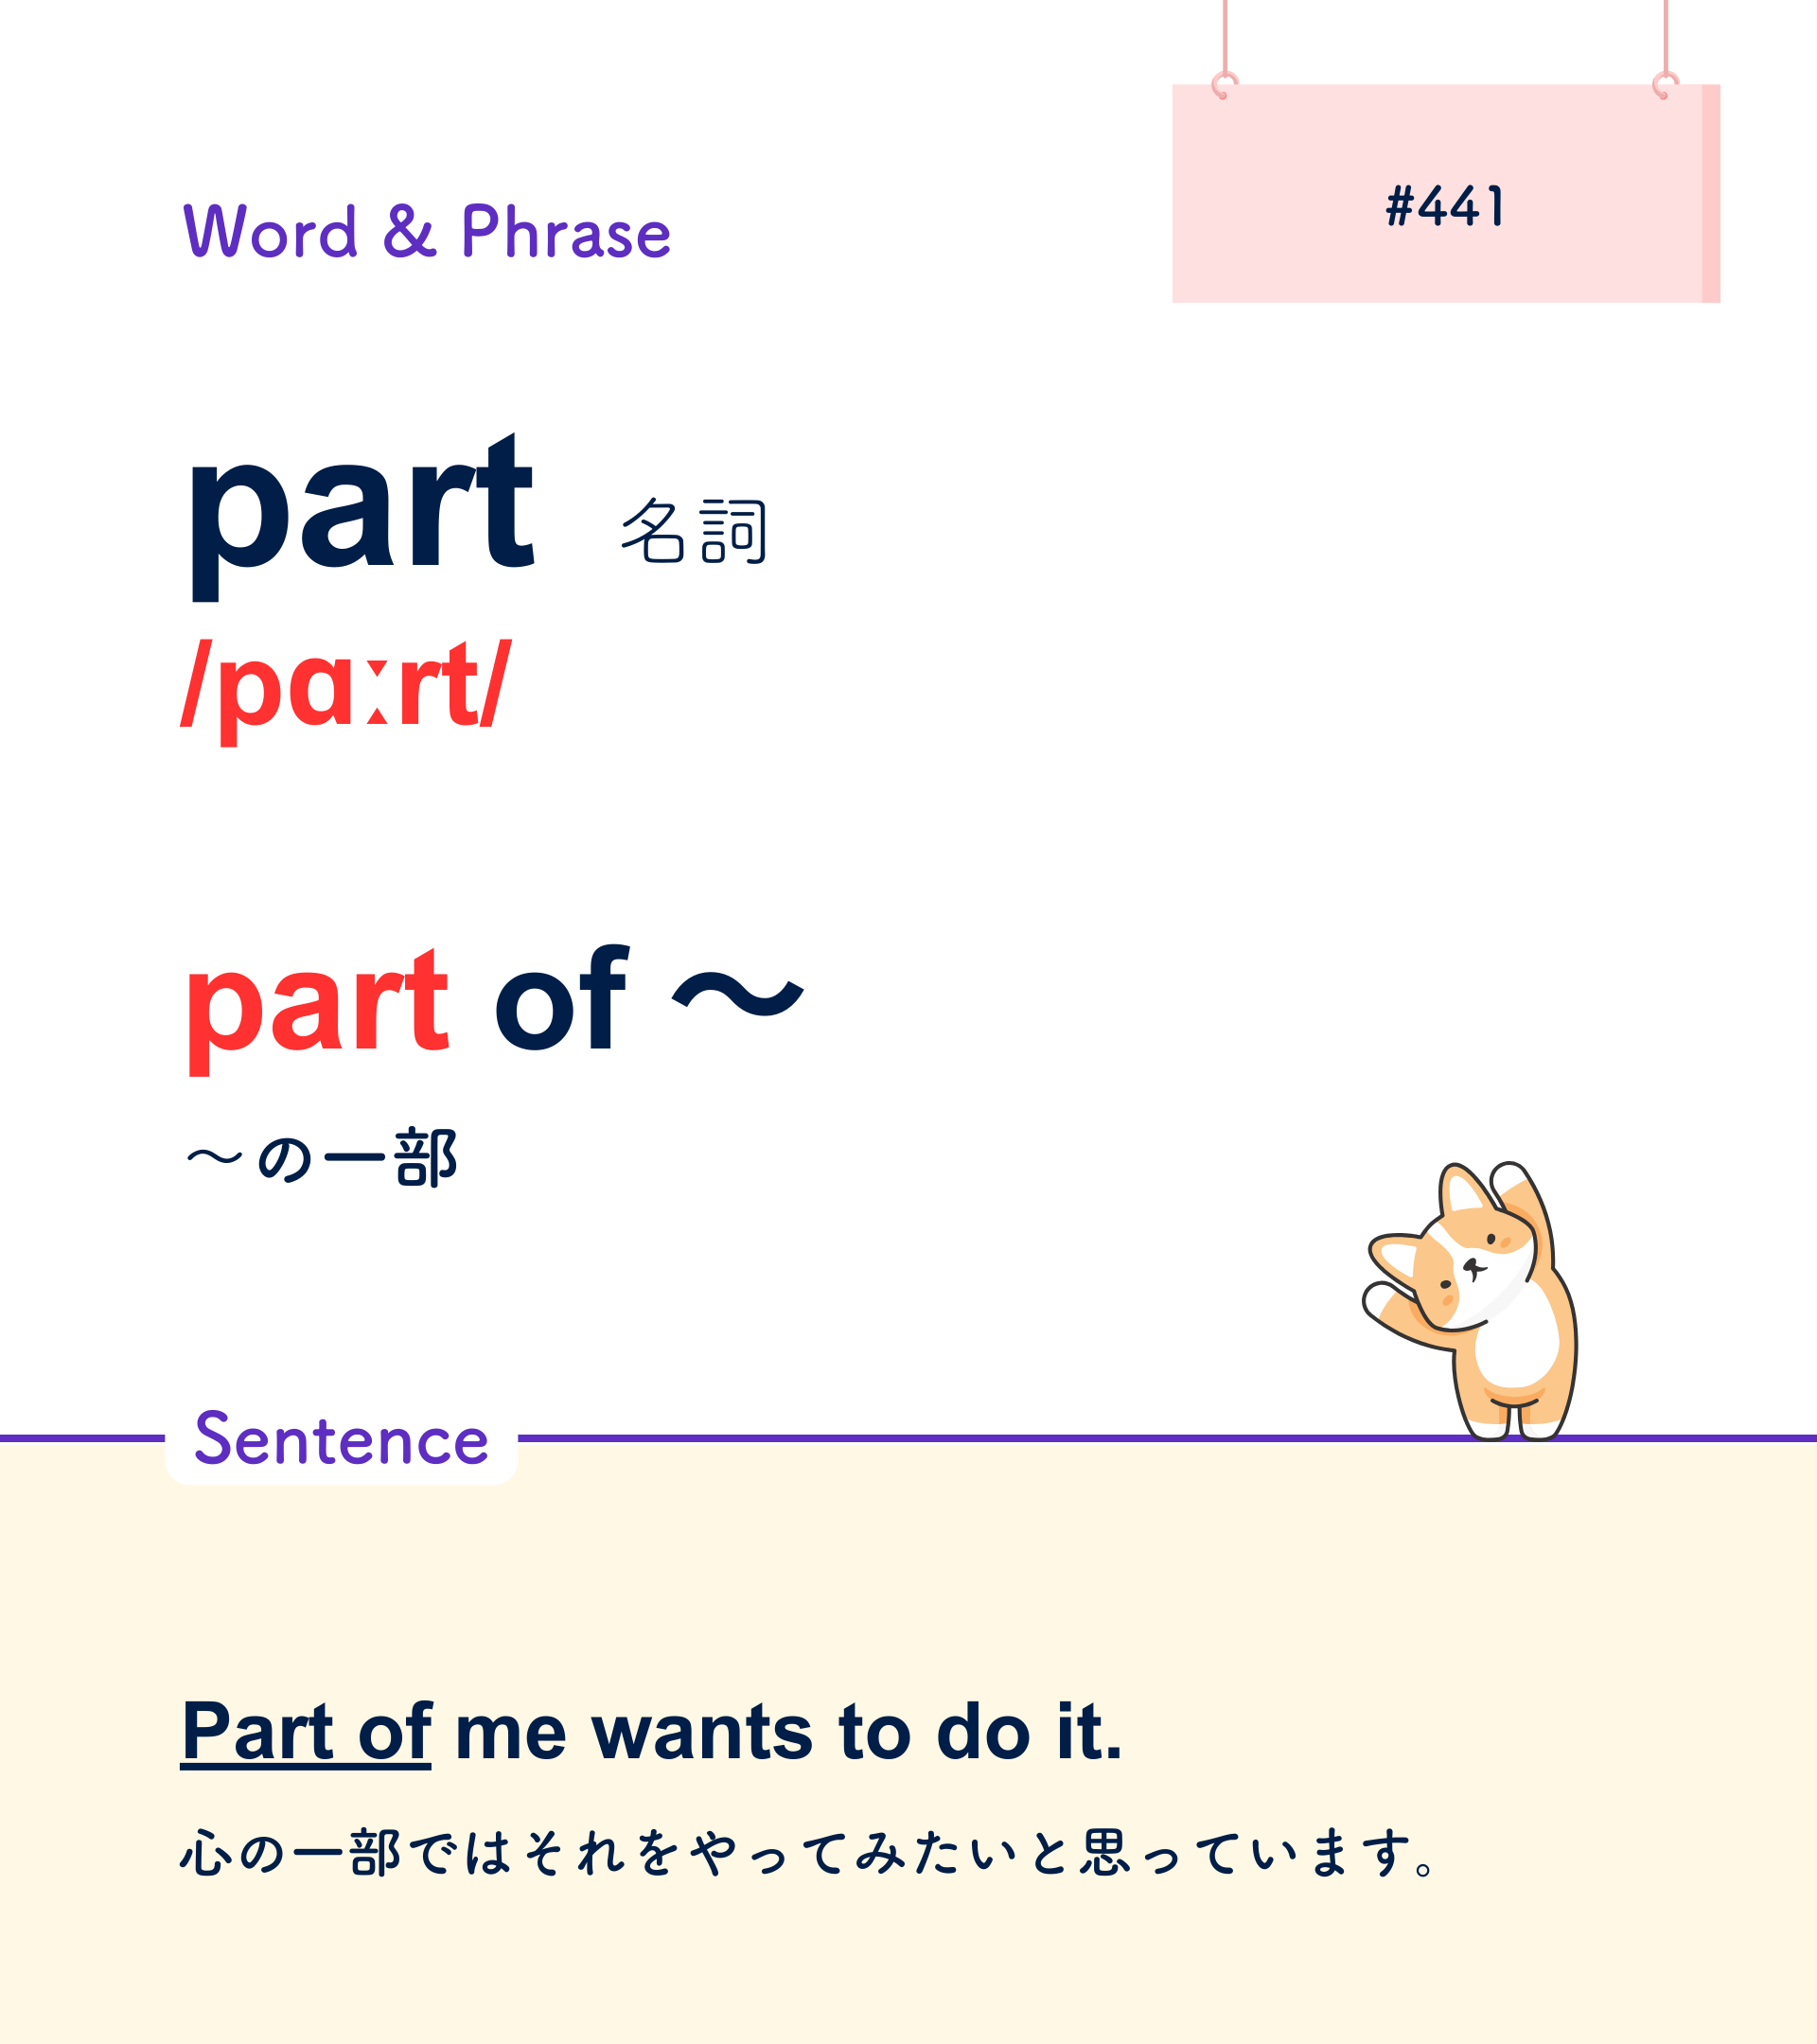 #441
Word & Phrase
part 名詞
/pɑːrt/
part of ～
～の一部
Sentence
Part of me wants to do it.
心の一部ではそれをやってみたいと思っています。